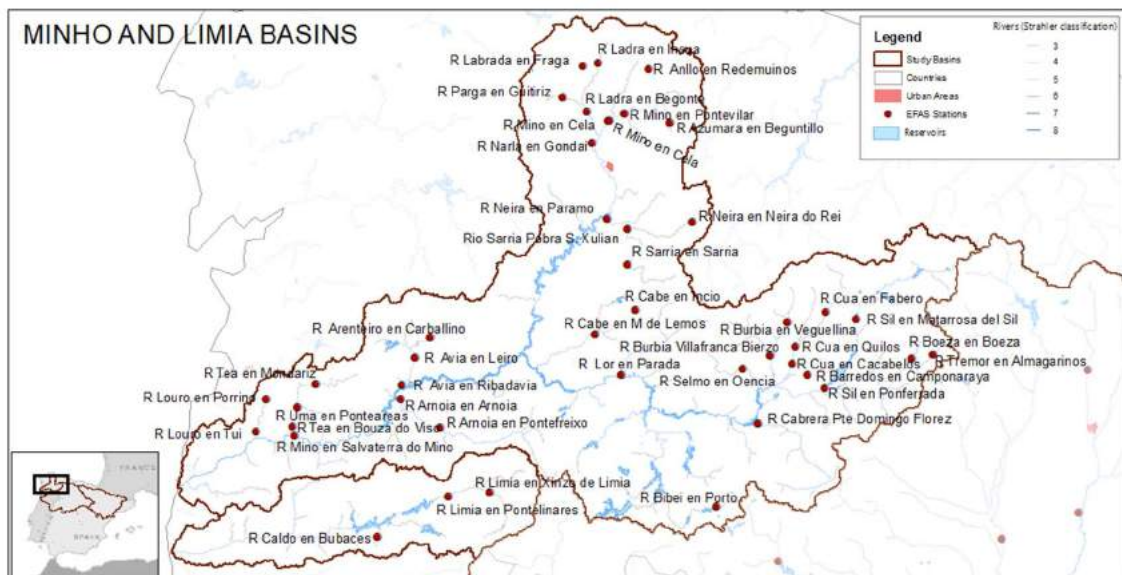 MINHO AND LIMIA BASINS
Legend
Study Basins
Countries
Urban Areas
EFAS Stations
Reservoirs
Rivers (Strahler classification)
3
4
5
6
7
8
R Ladra en Inaga
R Labrada en Fraga
R Anllo en Redemuinos
R Parga en Guitiriz
R Ladra en Begonte
R Mino en Pontevilar
R Mino en Cela
R Azumara en Beguntillo
R Mino en Cela
R Narla en Gondai
R Neira en Paramo
R Neira en Neira do Rei
Rio Sarria Pobra S. Xulian
R Sarria en Sarria
R Cabe en Incio
R Cua en Fabero
R Cabe en M de Lemos
R Burbia en Veguellina
R Sil en Matarrosa del Sil
R Arenteiro en Carballino
R Burbia Villafranca Bierzo
R Cua en Quilos
R Boeza en Boeza
R Avia en Leiro
R Lor en Parada
R Cua en Cacabelos
R Tremor en Almagarinos
R Selmo en Oencia
R Barredos en Camponaraya
R Tea en Mondariz
R Avia en Ribadavia
R Sil en Ponferrada
R Louro en Porrino
R Arnoia en Arnoia
R Uma en Ponteareas
R Cabrera Pte Domingo Florez
R Tea en Bouza do Viso
R Arnoia en Pontefreixo
R Louro en Tui
R Mino en Salvaterra do Mino
R Limia en Xinzo de Limia
R Bibei en Porto
R Limia en Pontelinares
R Caldo en Bubaces
FRANCE
SPAIN